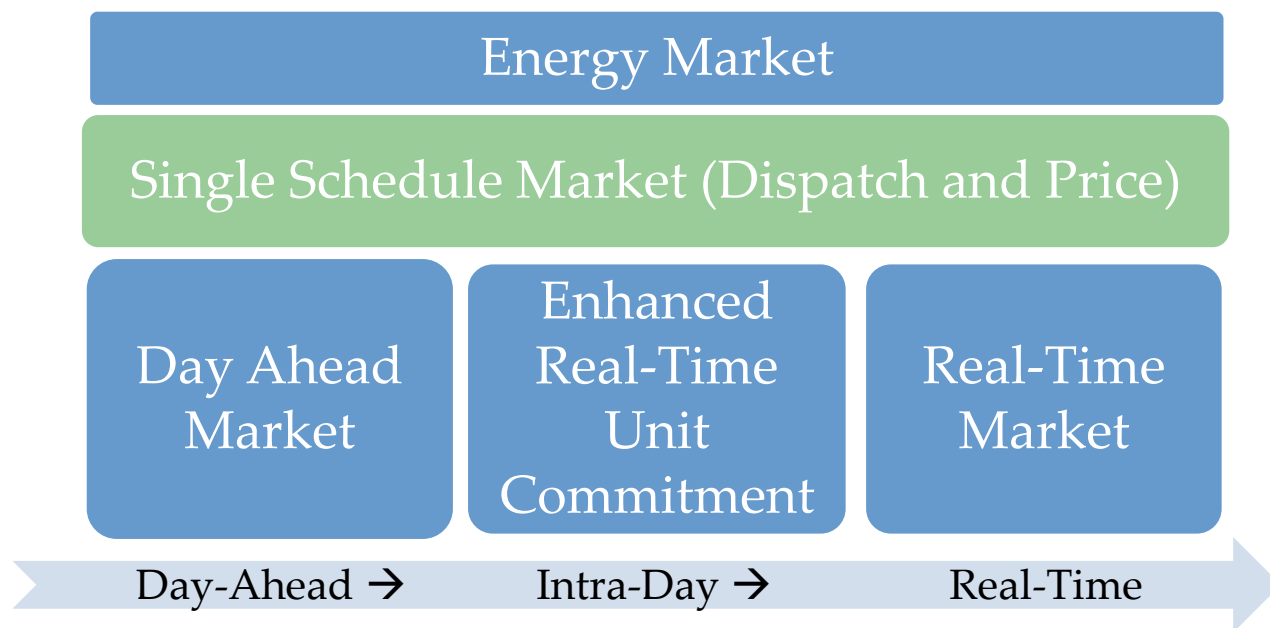 Energy Market
Single Schedule Market (Dispatch and Price)
Day Ahead
Market
Enhanced
Real-Time
Unit
Commitment
Real-Time
Market
Day-Ahead →
Intra-Day →
Real-Time